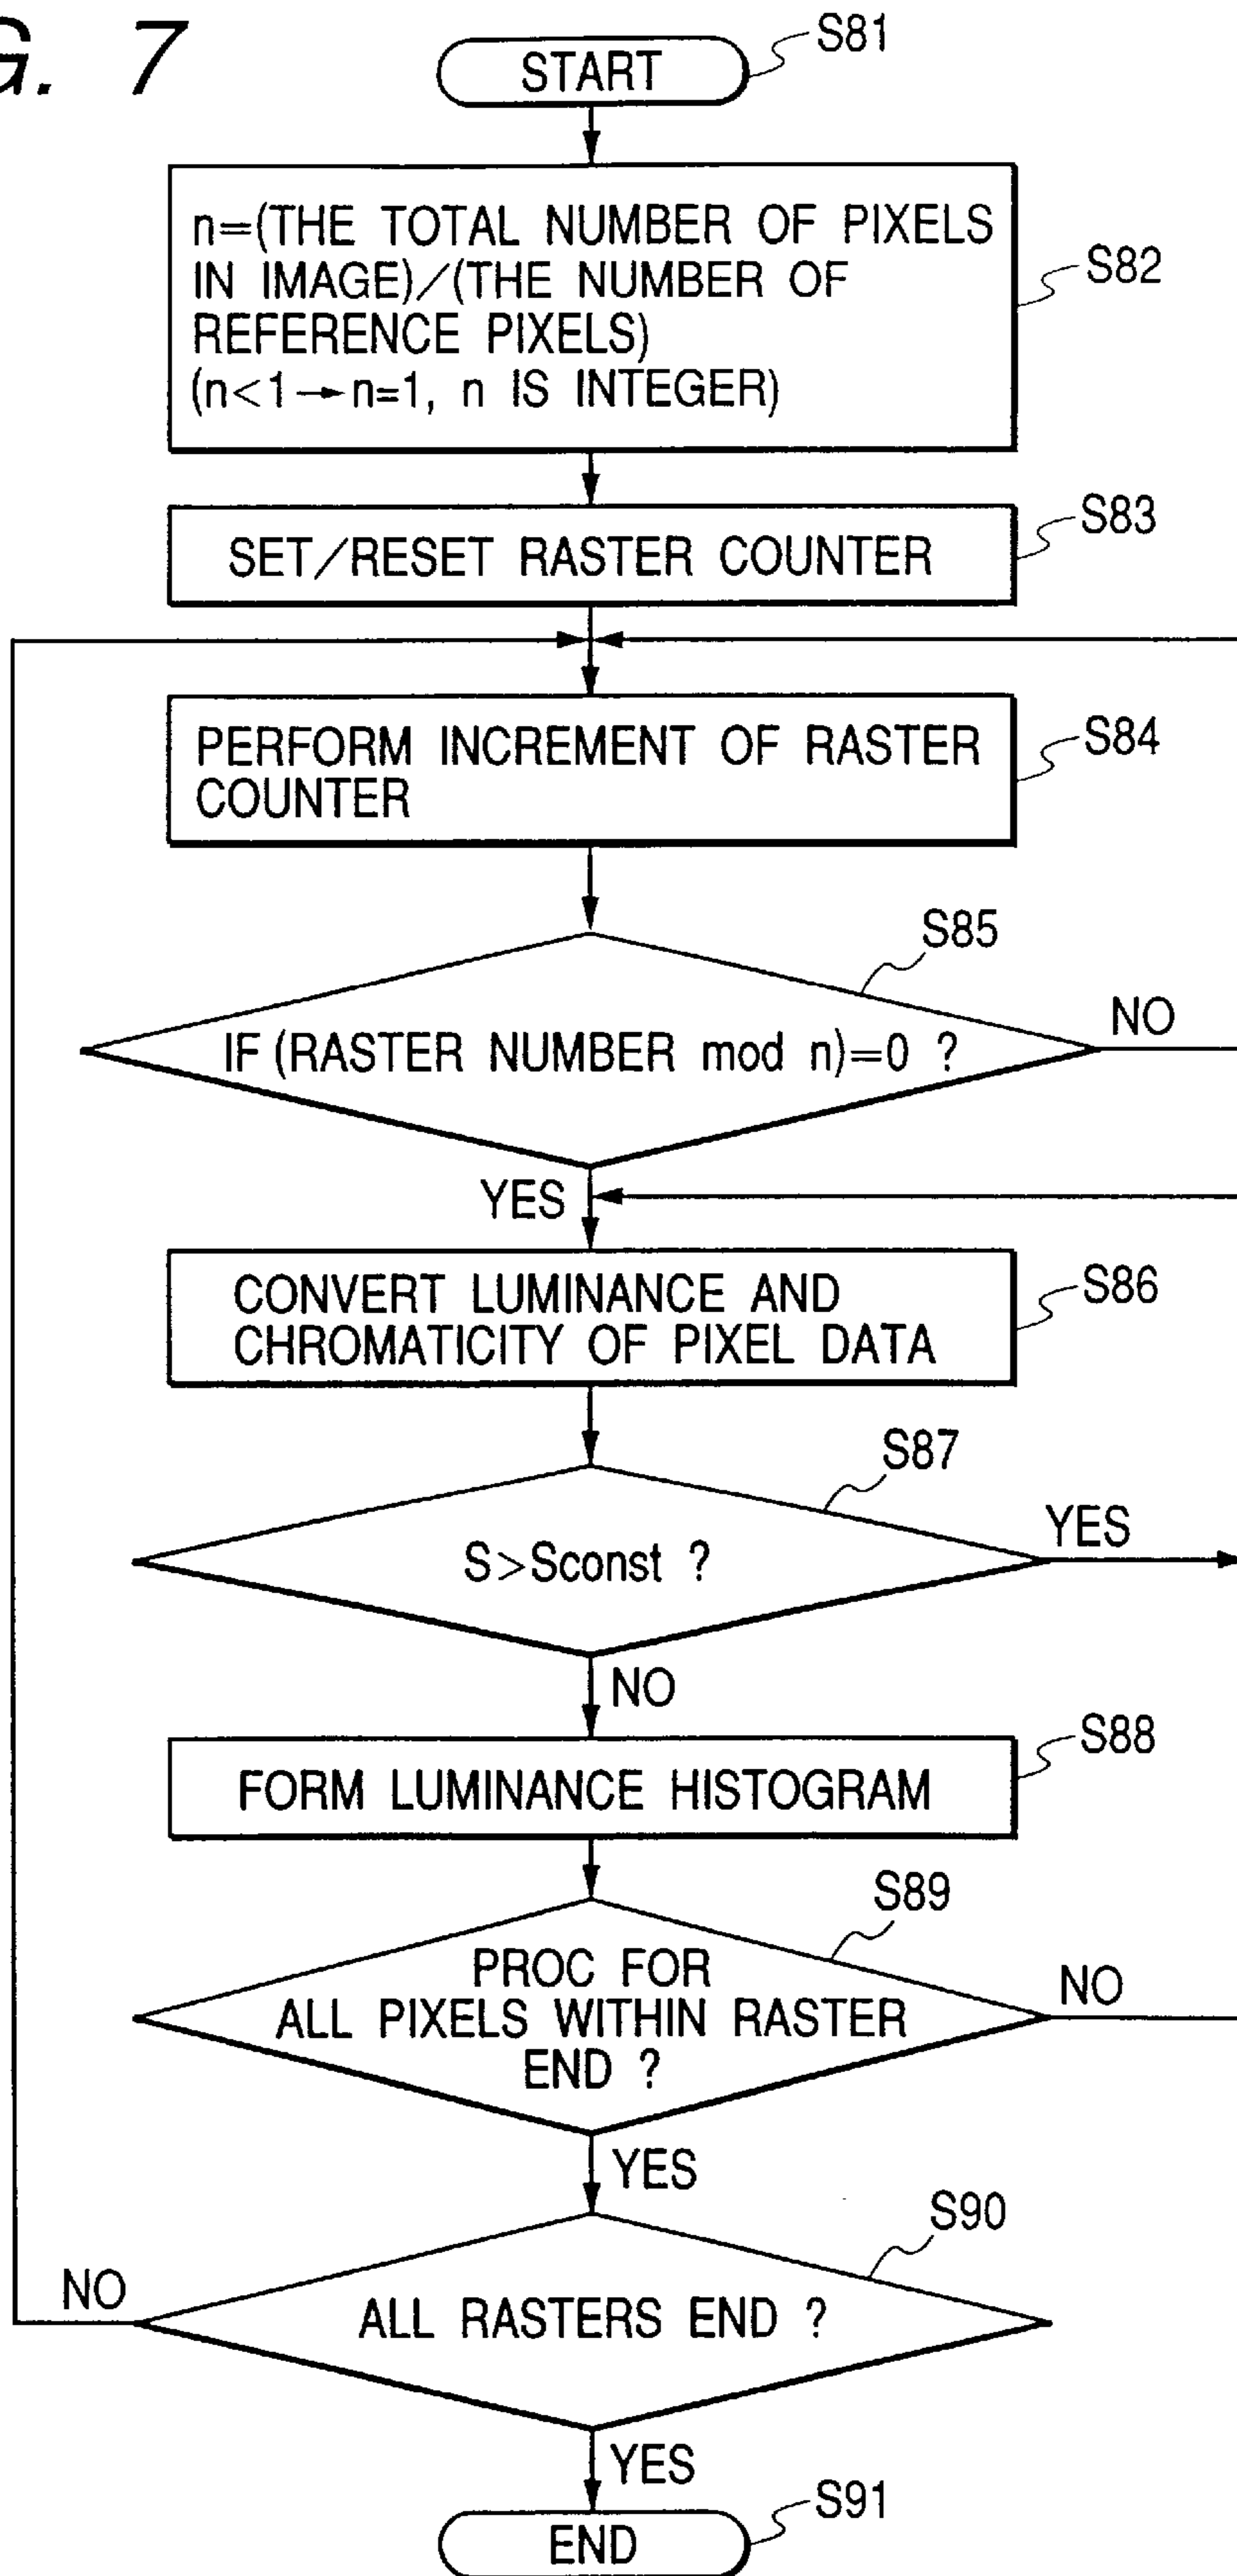 G. 7
START
S81
n=(THE TOTAL NUMBER OF PIXELS
IN IMAGE)/(THE NUMBER OF
REFERENCE PIXELS)
(n<1→n=1, n IS INTEGER)
S82
SET/RESET RASTER COUNTER
S83
PERFORM INCREMENT OF RASTER
COUNTER
S84
S85
IF (RASTER NUMBER mod n)=0 ?
NO
YES
CONVERT LUMINANCE AND
CHROMATICITY OF PIXEL DATA
S86
S87
S>Sconst ?
YES
NO
FORM LUMINANCE HISTOGRAM
S88
S89
PROC FOR
ALL PIXELS WITHIN RASTER
END ?
NO
YES
S90
ALL RASTERS END ?
NO
YES
END
S91